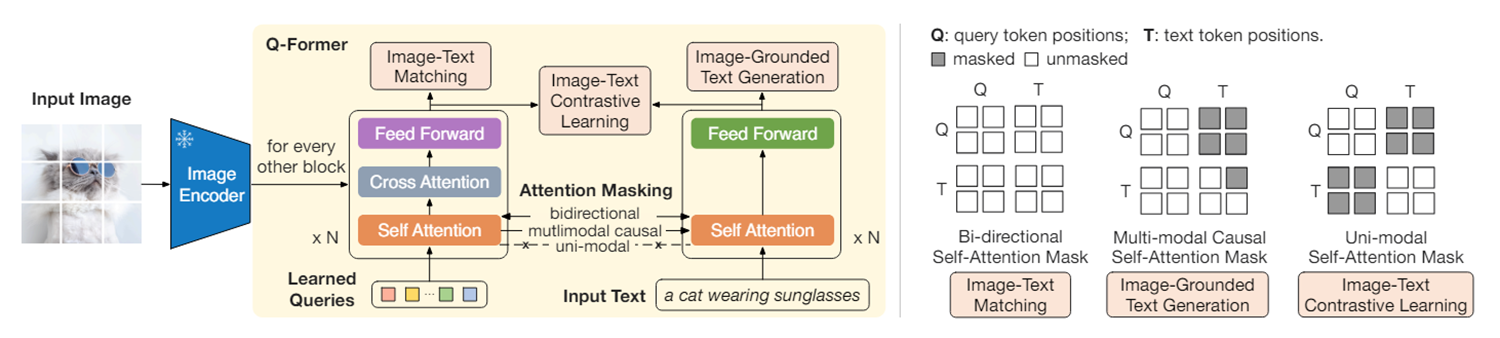 Q-Former
Input Image
Image
Encoder
for every
other block
Image-Text
Matching
Image-Text
Contrastive
Learning
Image-Grounded
Text Generation
Feed Forward
Cross Attention
Self Attention
x N
Attention Masking
bidirectional
mutlimodal causal
uni-modal
x
x
Feed Forward
Self Attention
x N
Learned
Queries
...
Input Text
a cat wearing sunglasses
Q: query token positions; T: text token positions.
masked unmasked
Q T
Q
T
Bi-directional
Self-Attention Mask
Image-Text
Matching
Q T
Q
T
Multi-modal Causal
Self-Attention Mask
Image-Grounded
Text Generation
Q T
Q
T
Uni-modal
Self-Attention Mask
Image-Text
Contrastive Learning